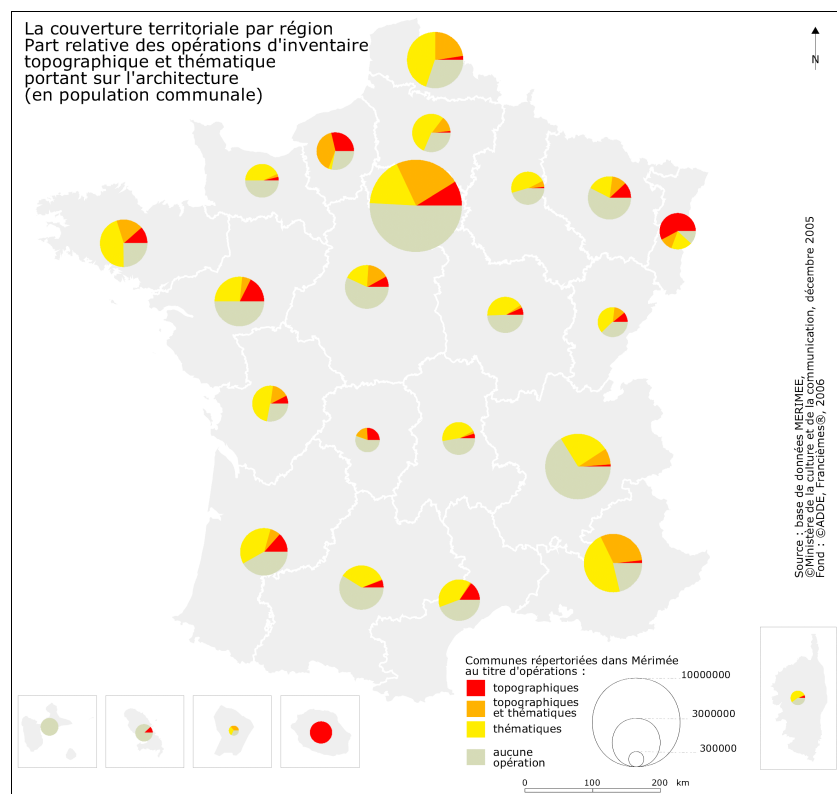 La couverture territoriale par région
Part relative des opérations d'inventaire
topographique et thématique
portant sur l'architecture
(en population communale)
N
Source : base de données MERIMEE,
©Ministère de la culture et de la communication, décembre 2005
Fond : ©ADDE, Francièmes®, 2006
Communes répertoriées dans Mérimée
au titre d'opérations :
topographiques
topographiques
et thématiques
thématiques
aucune
opération
10000000
3000000
300000
0 100 200 km